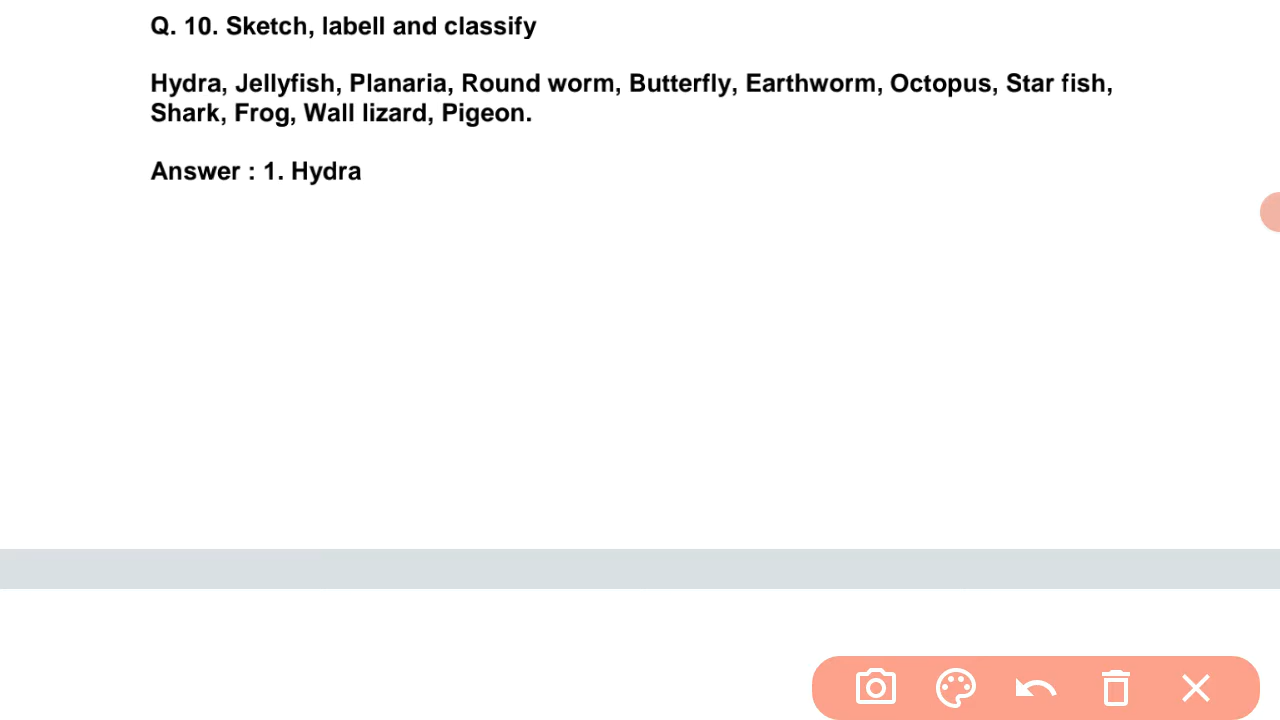 Q. 10. Sketch, labell and classify
Hydra, Jellyfish, Planaria, Round worm, Butterfly, Earthworm, Octopus, Star fish,
Shark, Frog, Wall lizard, Pigeon.
Answer : 1. Hydra